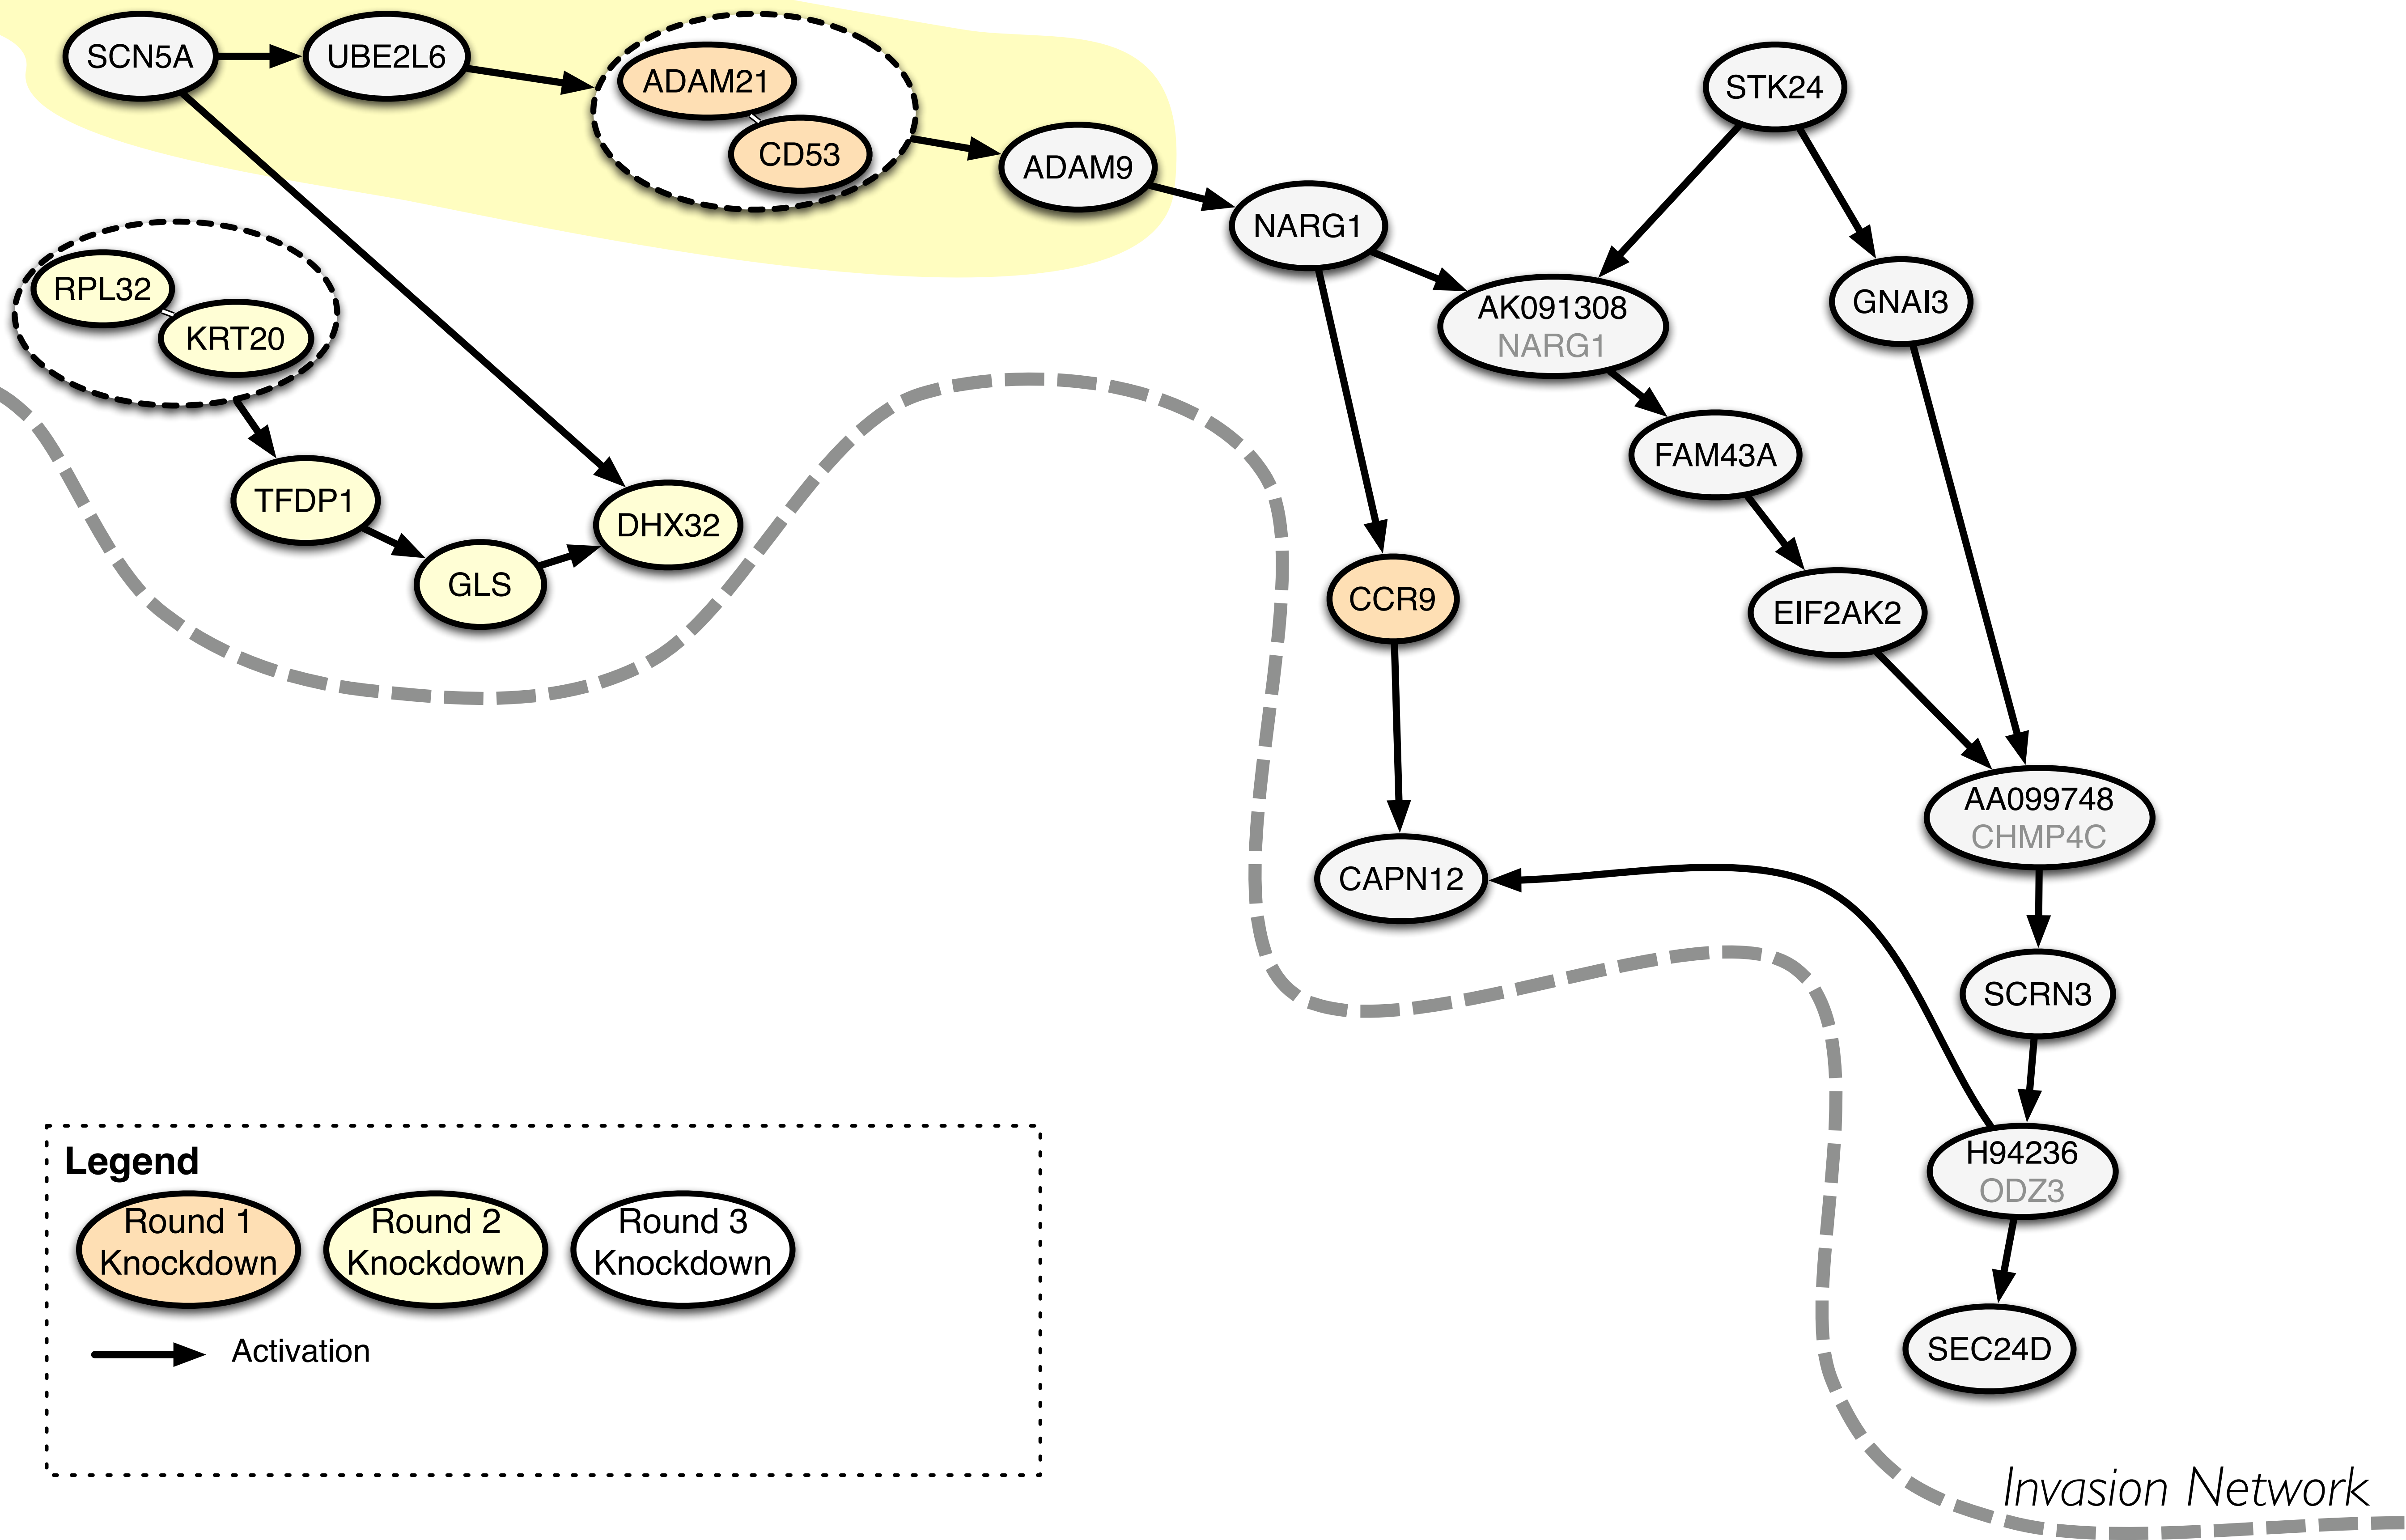 SCN5A
UBE2L6
ADAM21
CD53
ADAM9
NARG1
STK24
AK091308
NARG1
GNAI3
RPL32
KRT20
TFDP1
GLS
DHX32
FAM43A
CCR9
EIF2AK2
AA099748
CHMP4C
CAPN12
SCRN3
H94236
ODZ3
SEC24D
Legend
Round 1
Knockdown
Round 2
Knockdown
Round 3
Knockdown
Activation
Invasion Network